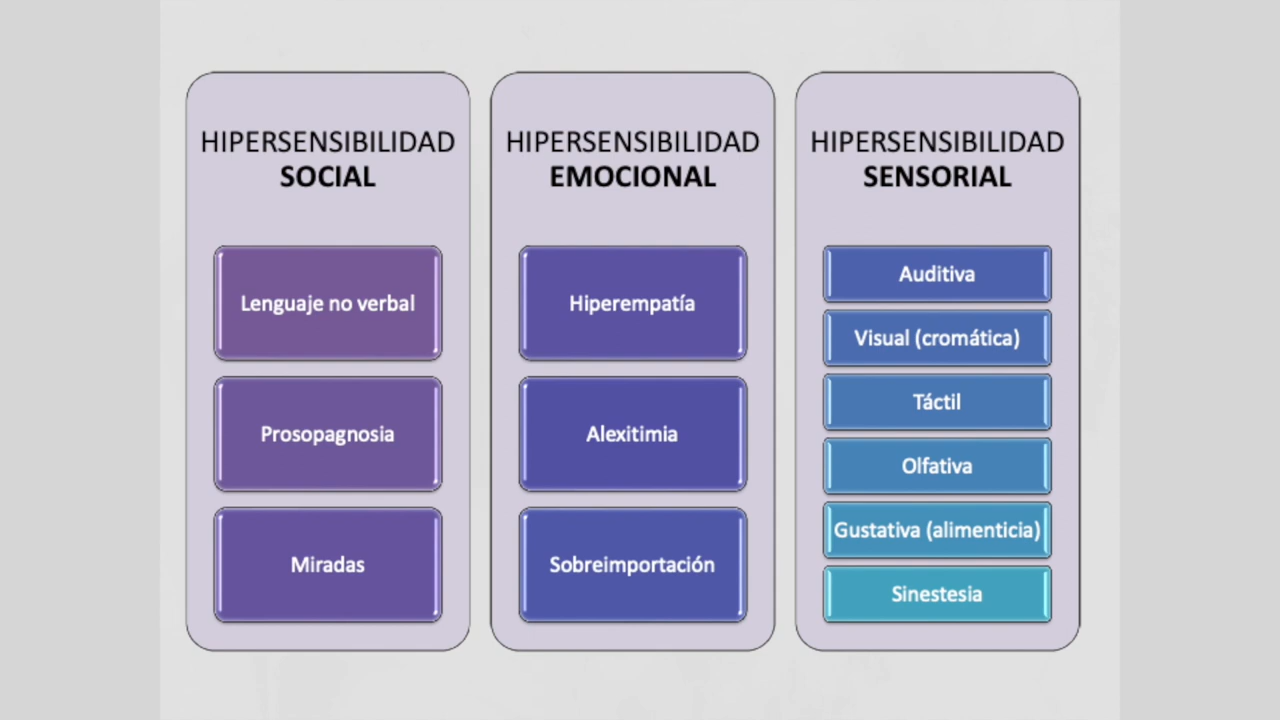 HIPERSENSIBILIDAD
SOCIAL
Lenguaje no verbal
Prosopagnosia
Miradas
HIPERSENSIBILIDAD
EMOCIONAL
Hiperempatía
Alexitimia
Sobreimportación
HIPERSENSIBILIDAD
SENSORIAL
Auditiva
Visual (cromática)
Táctil
Olfativa
Gustativa (alimenticia)
Sinestesia